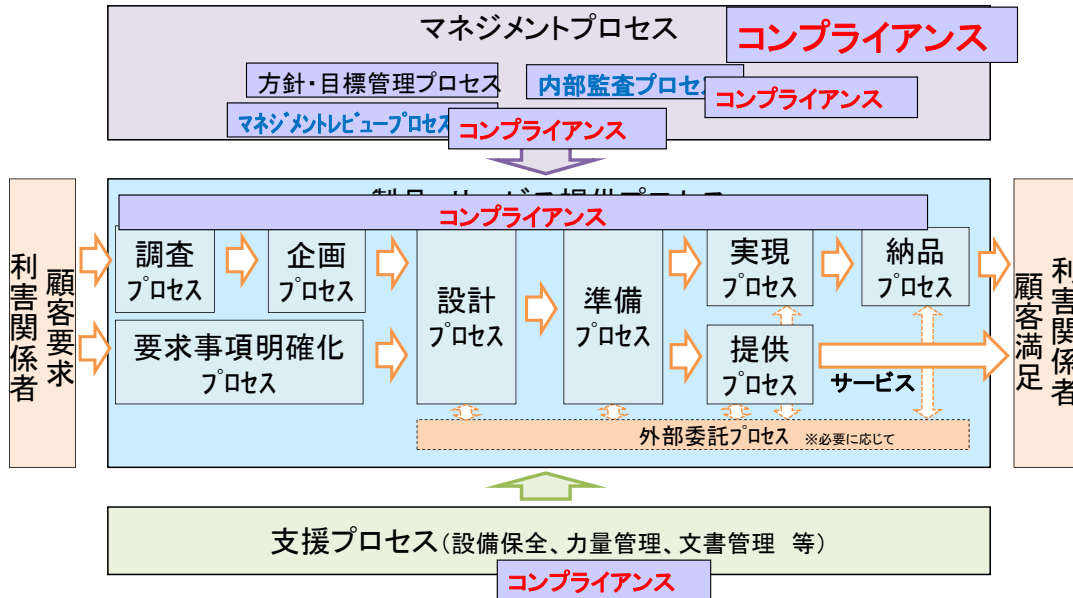 マネジメントプロセス
コンプライアンス
方針・目標管理プロセス
内部監査プロセス
コンプライアンス
マネジメントレビュープロセス
コンプライアンス
利害関係者
顧客要求
コンプライアンス
調査
プロセス
企画
プロセス
要求事項明確化
プロセス
設計
プロセス
準備
プロセス
実現
プロセス
納品
プロセス
提供
プロセス
サービス
外部委託プロセス ※必要に応じて
利害関係者
顧客満足
支援プロセス(設備保全、力量管理、文書管理 等)
コンプライアンス